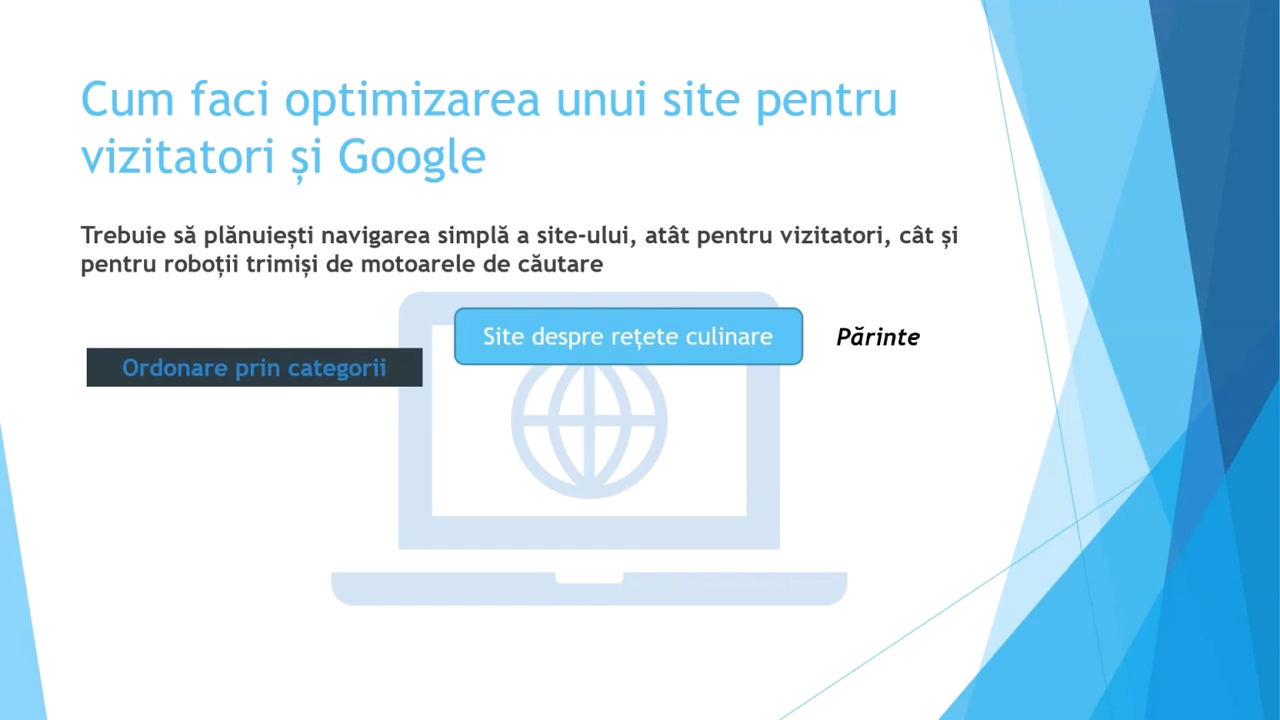 Cum faci optimizarea unui site pentru
vizitatori și Google
Trebuie să plănuiești navigarea simplă a site-ului, atât pentru vizitatori, cât și
pentru roboții trimiși de motoarele de căutare
Site despre rețete culinare
Părinte
Ordonare prin categorii